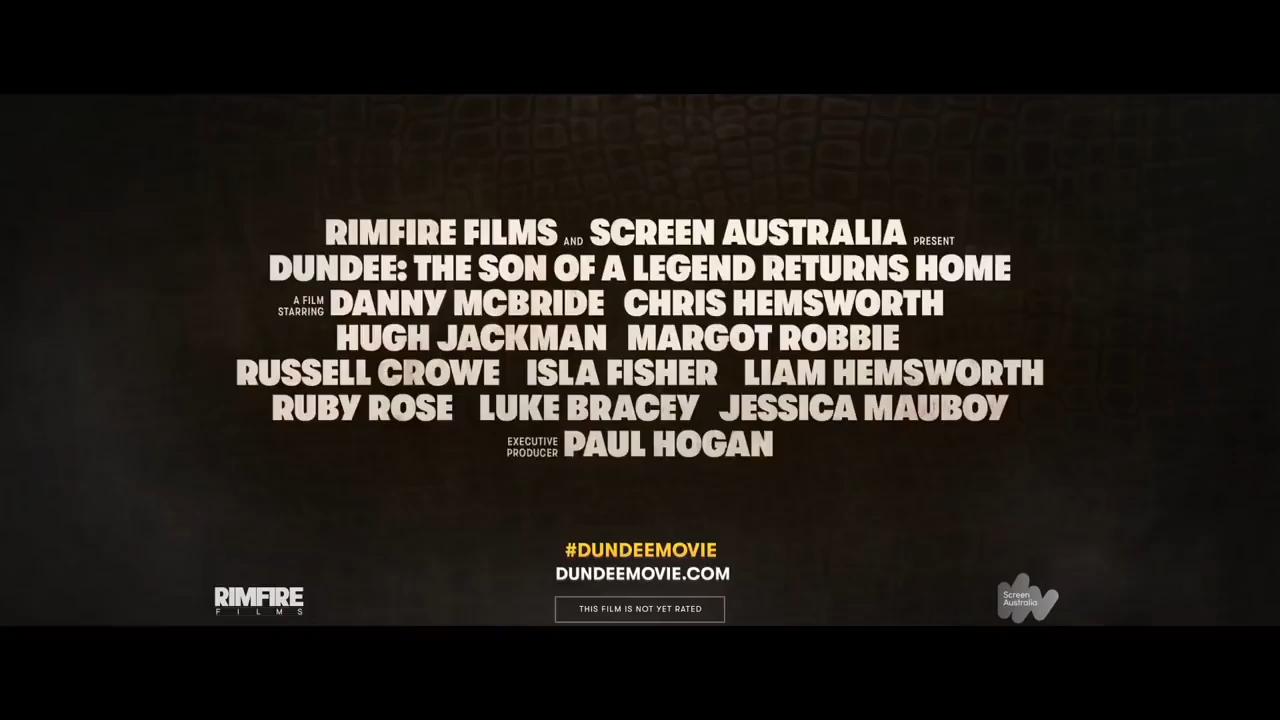 RIMFIRE FILMS AND SCREEN AUSTRALIA PRESENT
DUNDEE: THE SON OF A LEGEND RETURNS HOME
A FILM STARRING DANNY MCBRIDE CHRIS HEMSWORTH
HUGH JACKMAN MARGOT ROBBIE
RUSSELL CROWE ISLA FISHER LIAM HEMSWORTH
RUBY ROSE LUKE BRACEY JESSICA MAUBOY
EXECUTIVE PRODUCER PAUL HOGAN
#DUNDEEMOVIE
DUNDEEMOVIE.COM
THIS FILM IS NOT YET RATED
RIMFIRE
FILMS
Screen
Australia